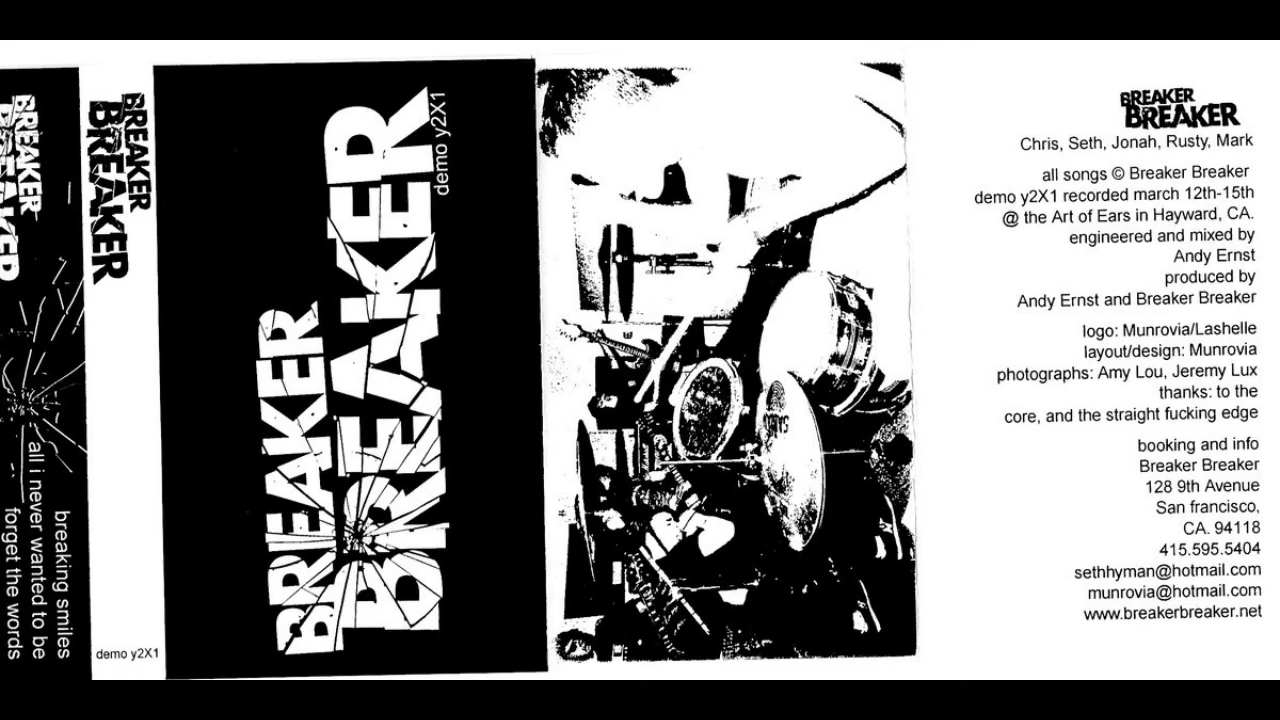 BREAKER
BREAKER
breaking smiles
all i never wanted to be
forget the words
BREAKER
BREAKER
demo y2X1
BREAKER
BREAKER
demo y2X1
BREAKER
BREAKER
Chris, Seth, Jonah, Rusty, Mark
all songs © Breaker Breaker
demo y2X1 recorded march 12th-15th
@ the Art of Ears in Hayward, CA.
engineered and mixed by
Andy Ernst
produced by
Andy Ernst and Breaker Breaker
logo: Munrovia/Lashelle
layout/design: Munrovia
photographs: Amy Lou, Jeremy Lux
thanks: to the
core, and the straight fucking edge
booking and info
Breaker Breaker
128 9th Avenue
San francisco,
CA. 94118
415.595.5404
sethhyman@hotmail.com
munrovia@hotmail.com
www.breakerbreaker.net